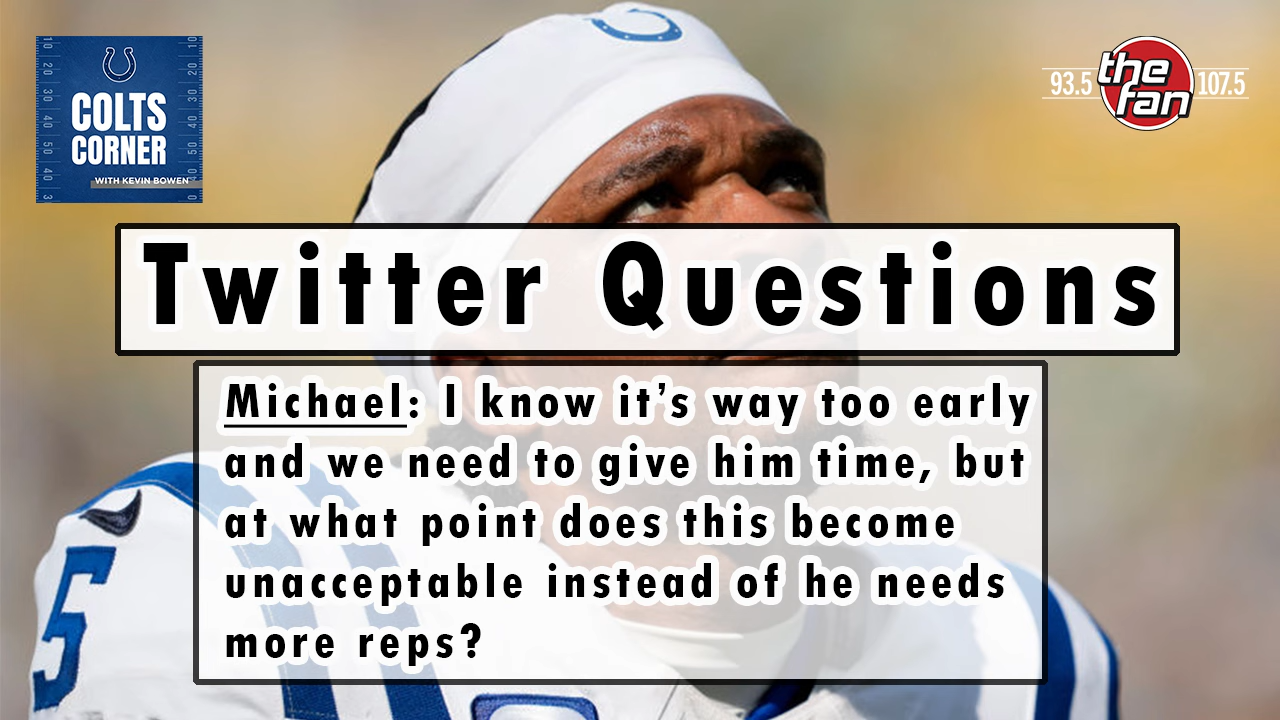 COLTS
CORNER
WITH KEVIN BOWEN
93.5 the fan 107.5
Twitter Questions
Michael: I know it’s way too early
and we need to give him time, but
at what point does this become
unacceptable instead of he needs
more reps?
5